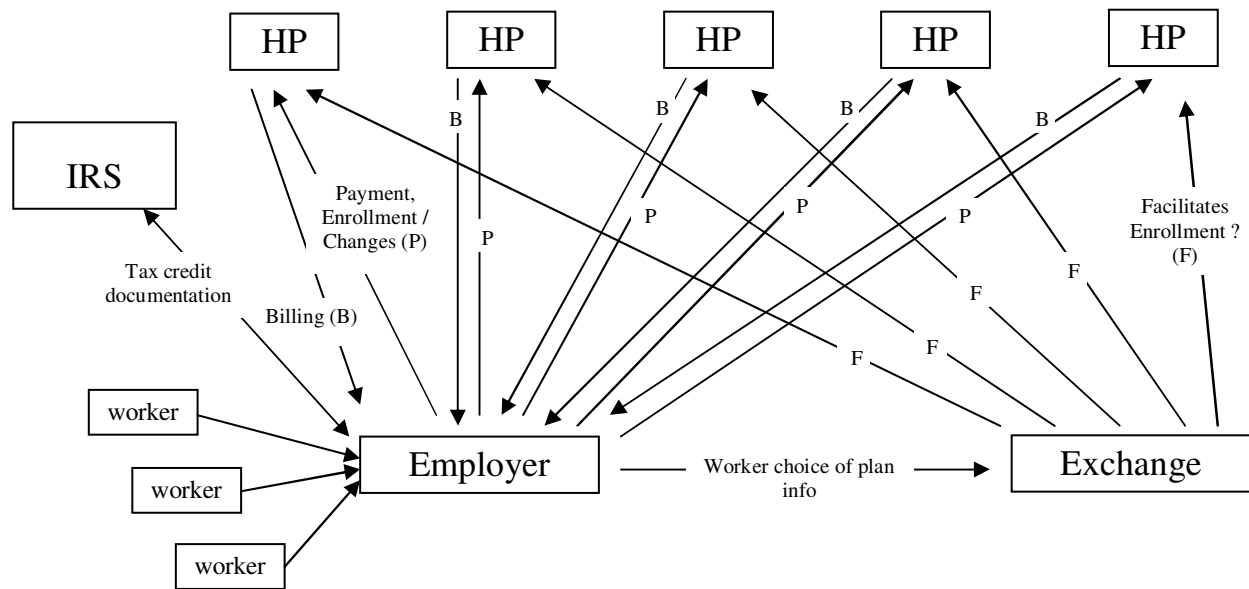 HP
HP
HP
HP
HP
IRS
B
B
B
B
Payment,
Enrollment /
Changes (P)
P
P
P
P
Facilitates
Enrollment ?
(F)
Tax credit
documentation
Billing (B)
F
F
F
F
worker
worker
worker
Employer
Worker choice of plan
info
Exchange